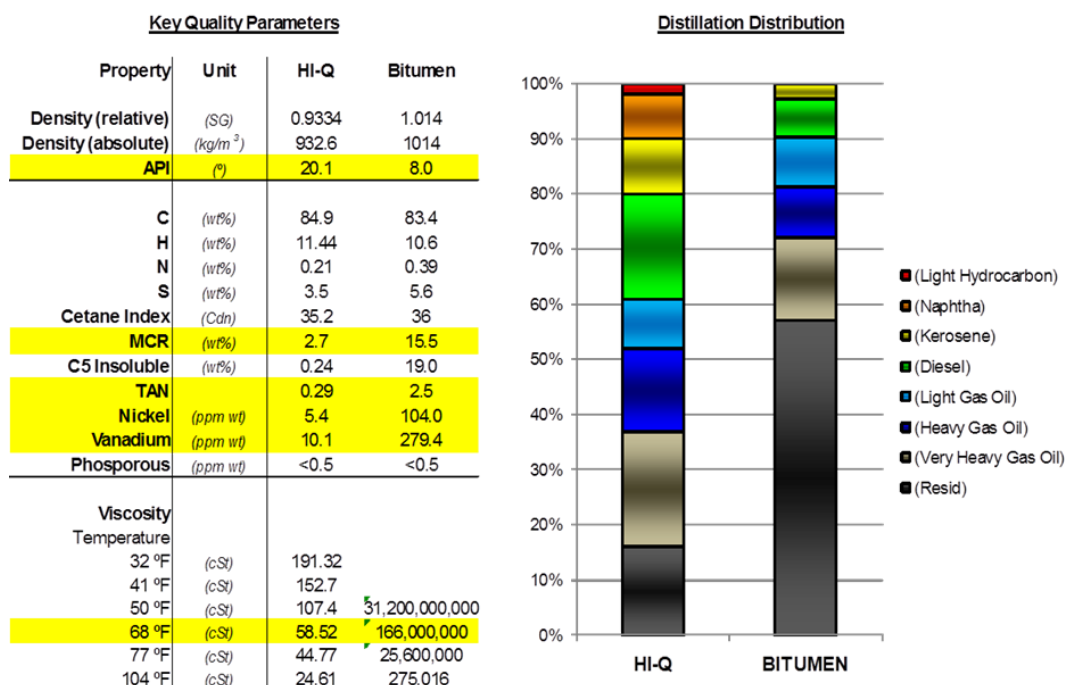 Key Quality Parameters
Property Unit HI-Q Bitumen
Density (relative) (SG) 0.9334 1.014
Density (absolute) (kg/m³) 932.6 1014
API (º) 20.1 8.0
C (wt%) 84.9 83.4
H (wt%) 11.44 10.6
N (wt%) 0.21 0.39
S (wt%) 3.5 5.6
Cetane Index (Cdn) 35.2 36
MCR (wt%) 2.7 15.5
C5 Insoluble (wt%) 0.24 19.0
TAN 0.29 2.5
Nickel (ppm wt) 5.4 104.0
Vanadium (ppm wt) 10.1 279.4
Phosporous (ppm wt) <0.5 <0.5
Viscosity
Temperature
32 ºF (cSt) 191.32
41 ºF (cSt) 152.7
50 ºF (cSt) 107.4 31,200,000,000
68 ºF (cSt) 58.52 166,000,000
77 ºF (cSt) 44.77 25,600,000
104 ºF (cSt) 24.61 275,016
Distillation Distribution
100%
90%
80%
70%
60%
50%
40%
30%
20%
10%
0%
HI-Q BITUMEN
(Light Hydrocarbon)
(Naphtha)
(Kerosene)
(Diesel)
(Light Gas Oil)
(Heavy Gas Oil)
(Very Heavy Gas Oil)
(Resid)